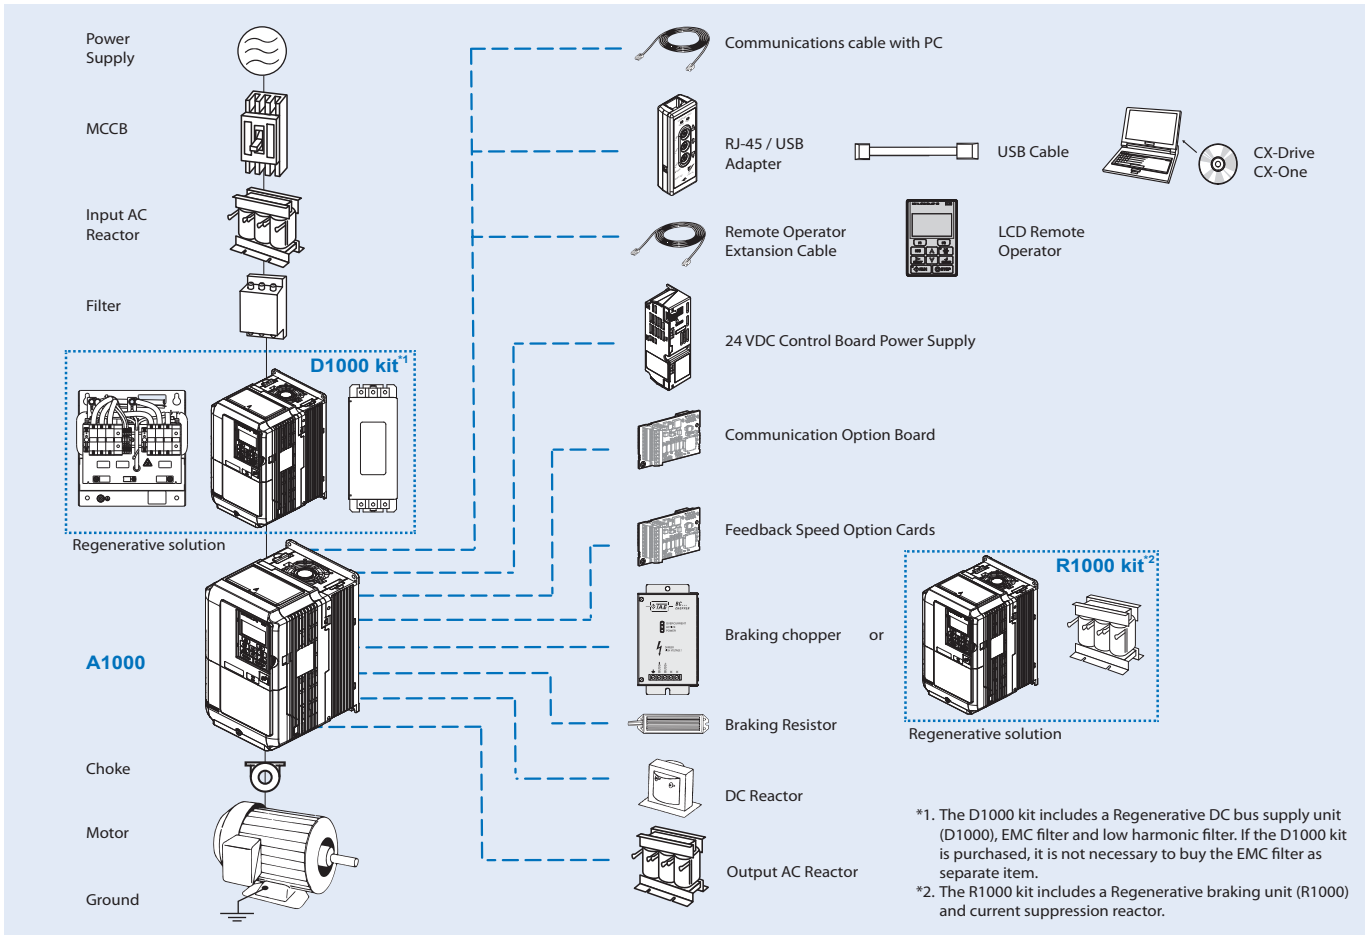 Power
Supply
MCCB
Input AC
Reactor
Filter
D1000 kit*1
Regenerative solution
A1000
Choke
Motor
Ground
Communications cable with PC
RJ-45 / USB
Adapter
USB Cable
CX-Drive
CX-One
Remote Operator
Extension Cable
LCD Remote
Operator
24 VDC Control Board Power Supply
Communication Option Board
Feedback Speed Option Cards
Braking chopper or
R1000 kit*2
Regenerative solution
Braking Resistor
DC Reactor
Output AC Reactor
*1. The D1000 kit includes a Regenerative DC bus supply unit
(D1000), EMC filter and low harmonic filter. If the D1000 kit
is purchased, it is not necessary to buy the EMC filter as
separate item.
*2. The R1000 kit includes a Regenerative braking unit (R1000)
and current suppression reactor.